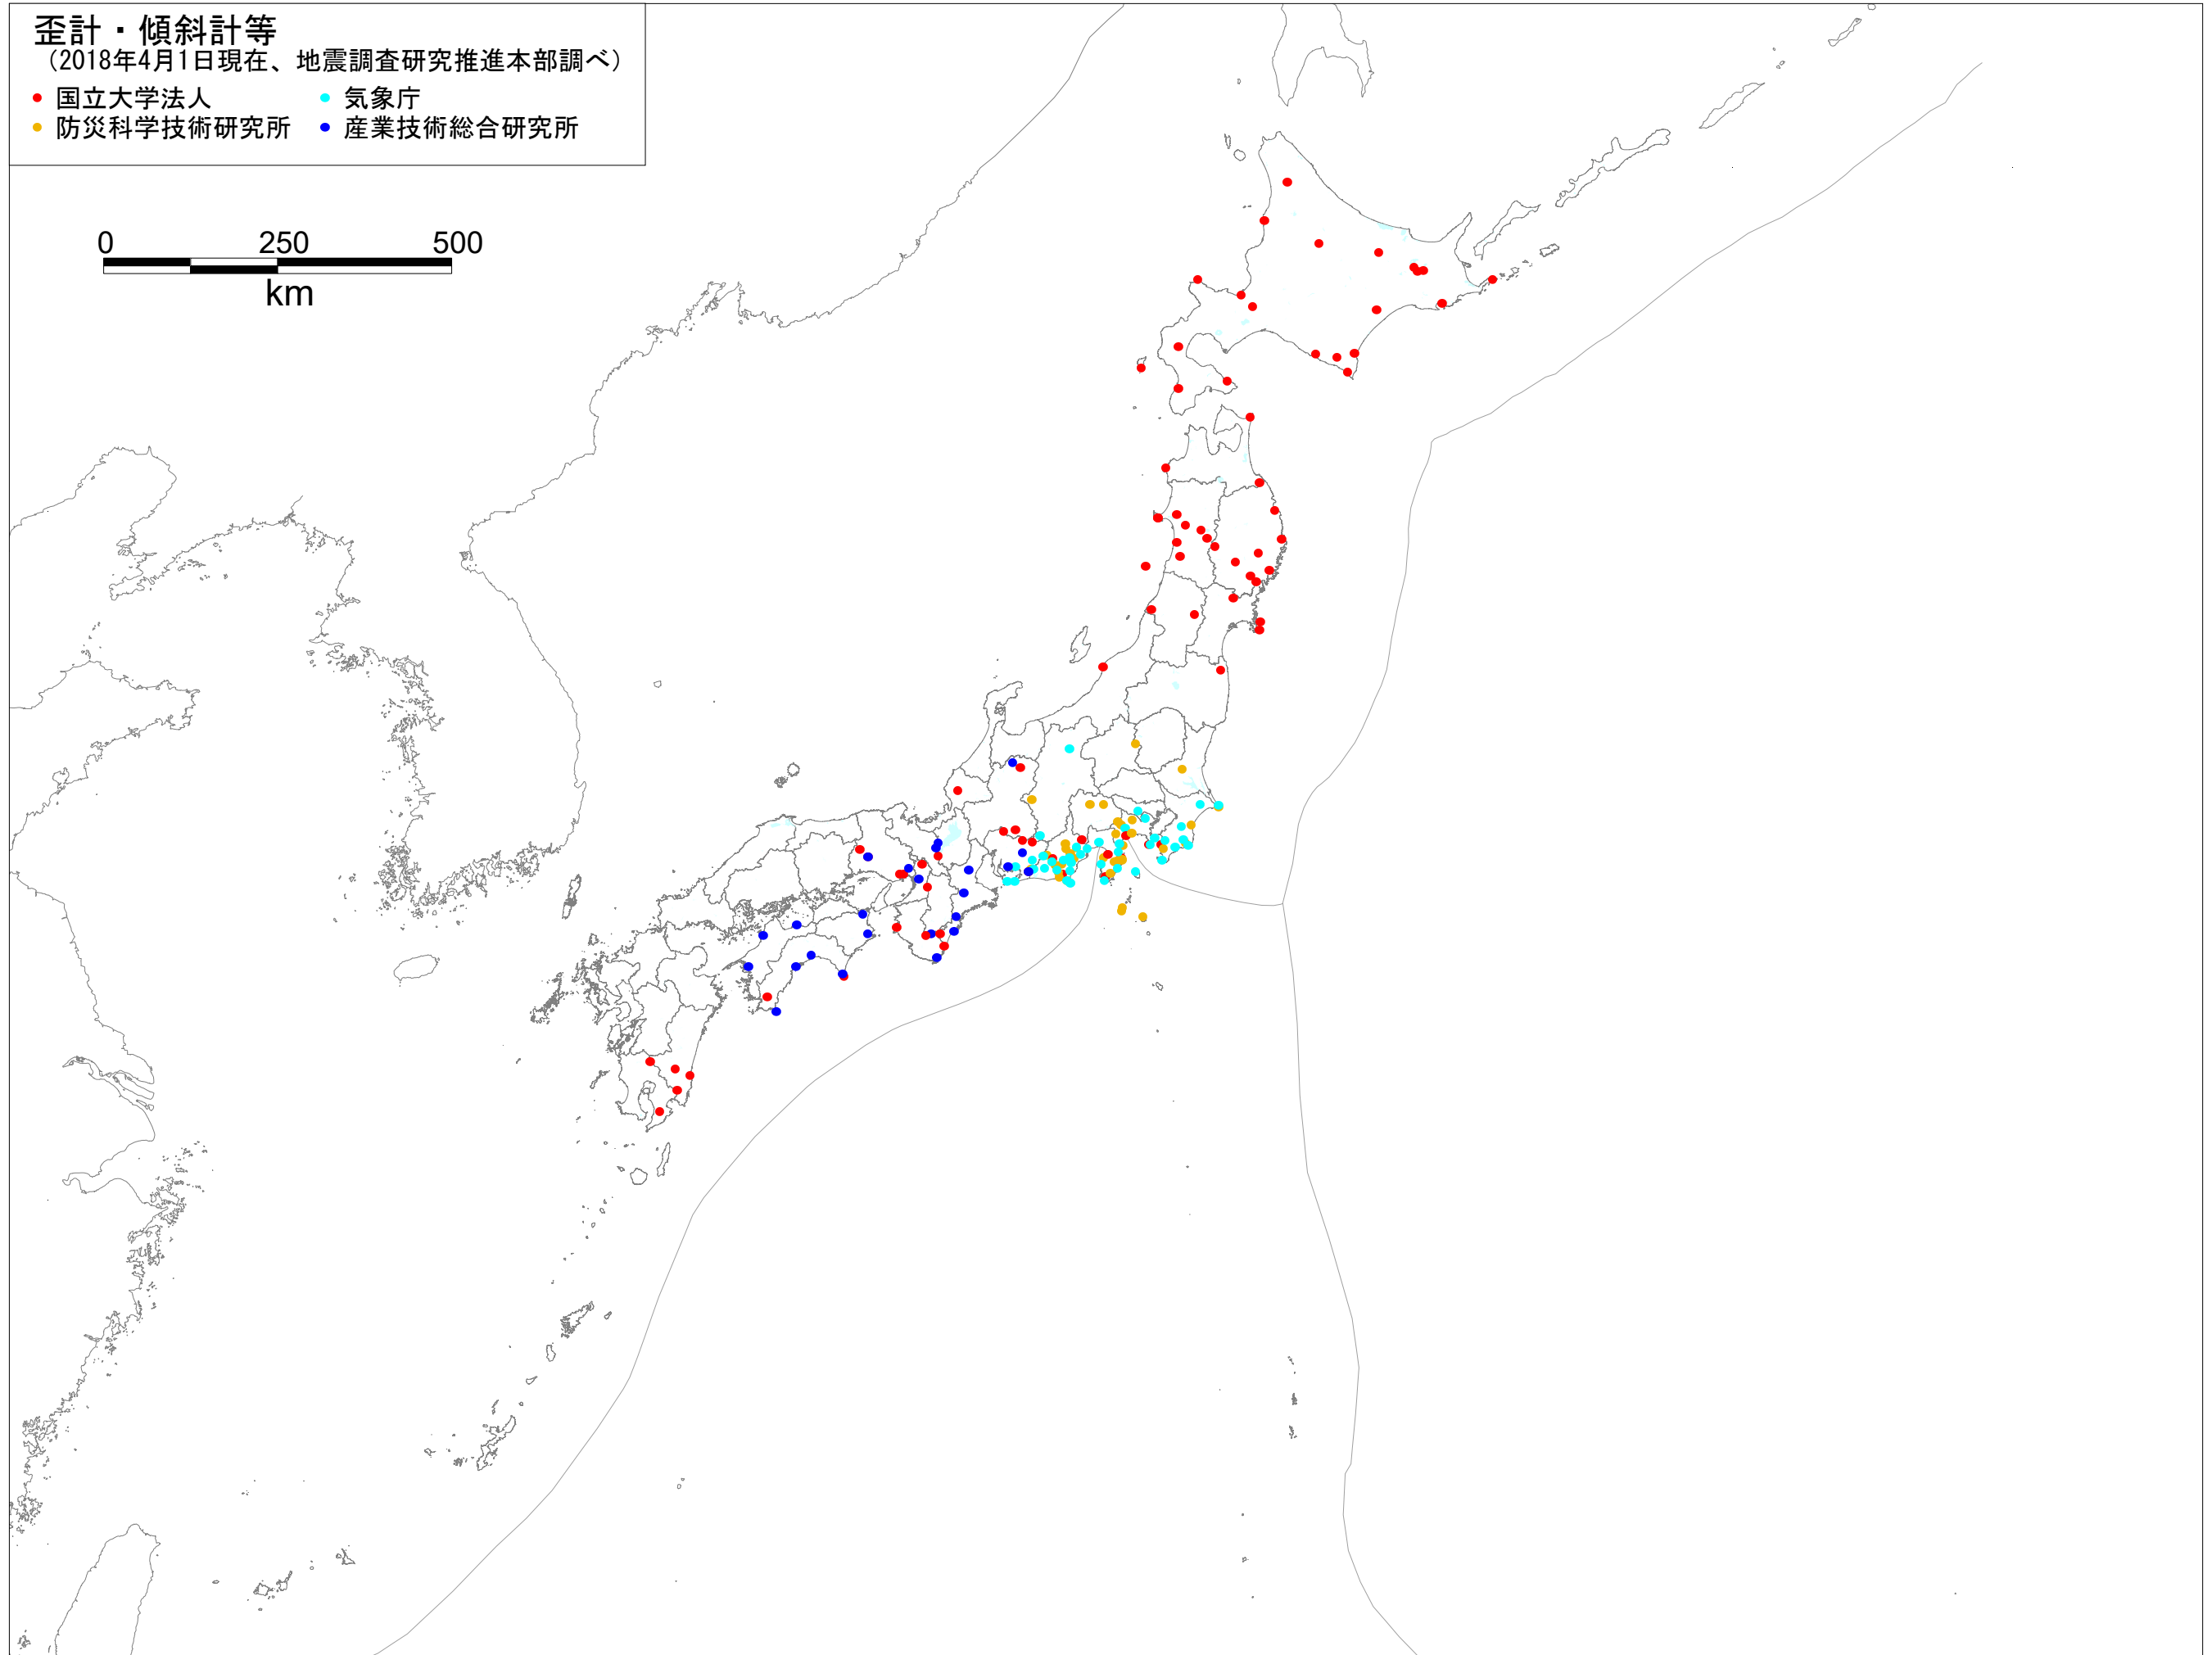 歪計・傾斜計等
（2018年4月1日現在、地震調査研究推進本部調べ）
国立大学法人 気象庁
防災科学技術研究所 産業技術総合研究所
0 250 500
km